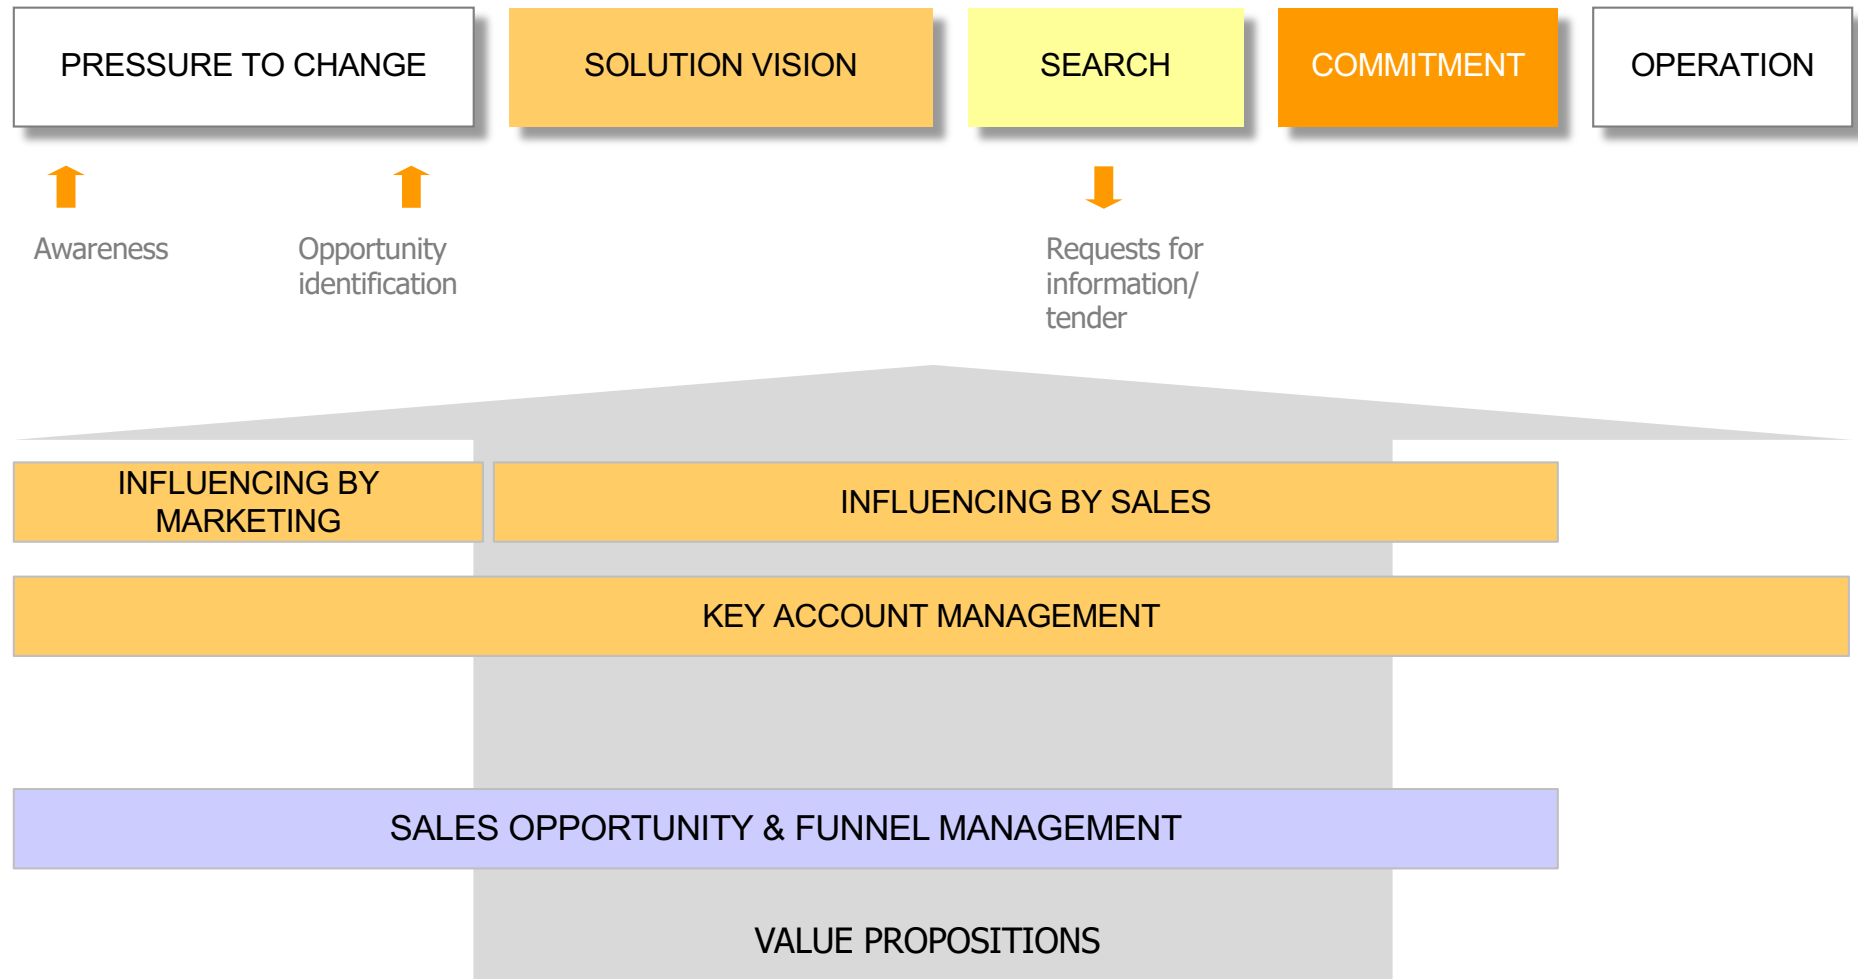 PRESSURE TO CHANGE
SOLUTION VISION
SEARCH
COMMITMENT
OPERATION
Awareness
Opportunity
identification
Requests for
information/
tender
INFLUENCING BY
MARKETING
INFLUENCING BY SALES
KEY ACCOUNT MANAGEMENT
SALES OPPORTUNITY & FUNNEL MANAGEMENT
VALUE PROPOSITIONS